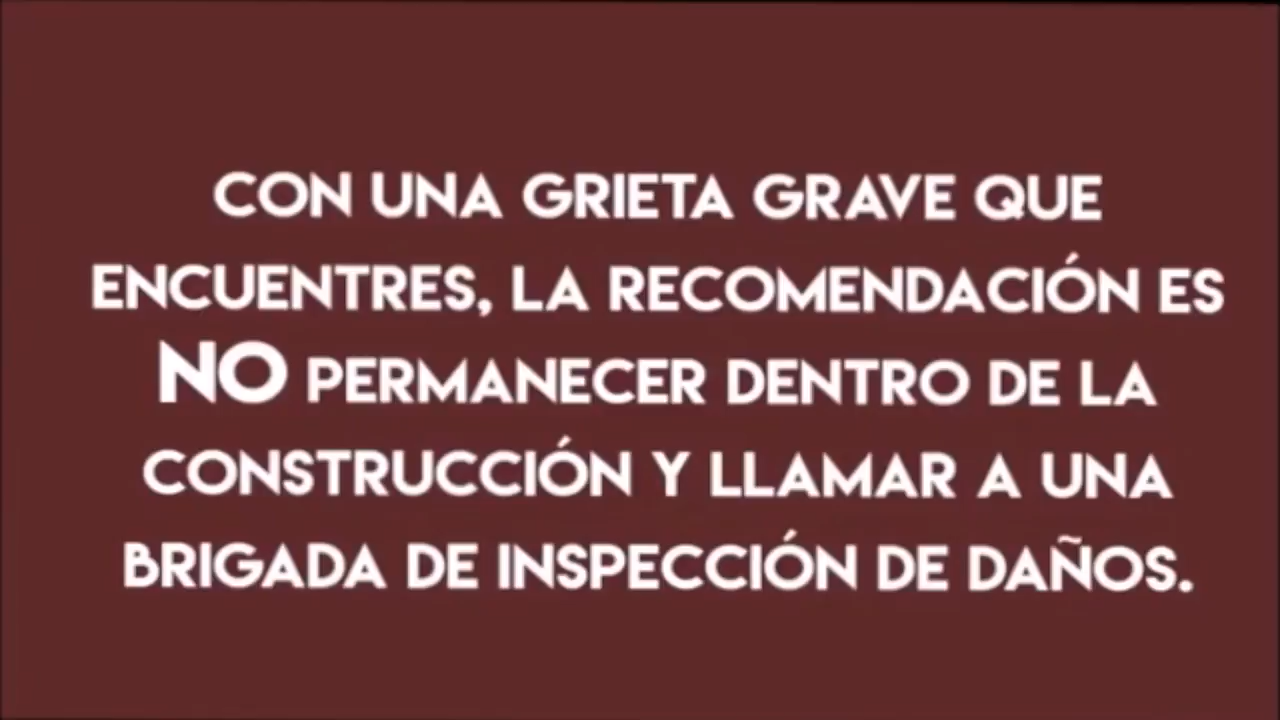 CON UNA GRIETA GRAVE QUE
ENCUENTRES, LA RECOMENDACIÓN ES
NO PERMANECER DENTRO DE LA
CONSTRUCCIÓN Y LLAMAR A UNA
BRIGADA DE INSPECCIÓN DE DAÑOS.